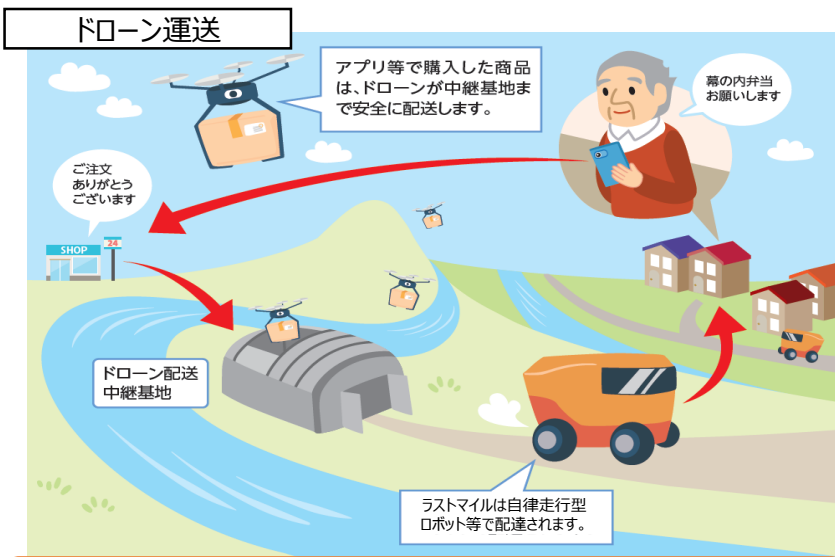 ドローン運送
アプリ等で購入した商品
は、ドローンが中継基地ま
で安全に配送します。
幕の内弁当
お願いします
ご注文
ありがとう
ございます
SHOP
24
ドローン配送
中継基地
ラストマイルは自律走行型
ロボット等で配達されます。